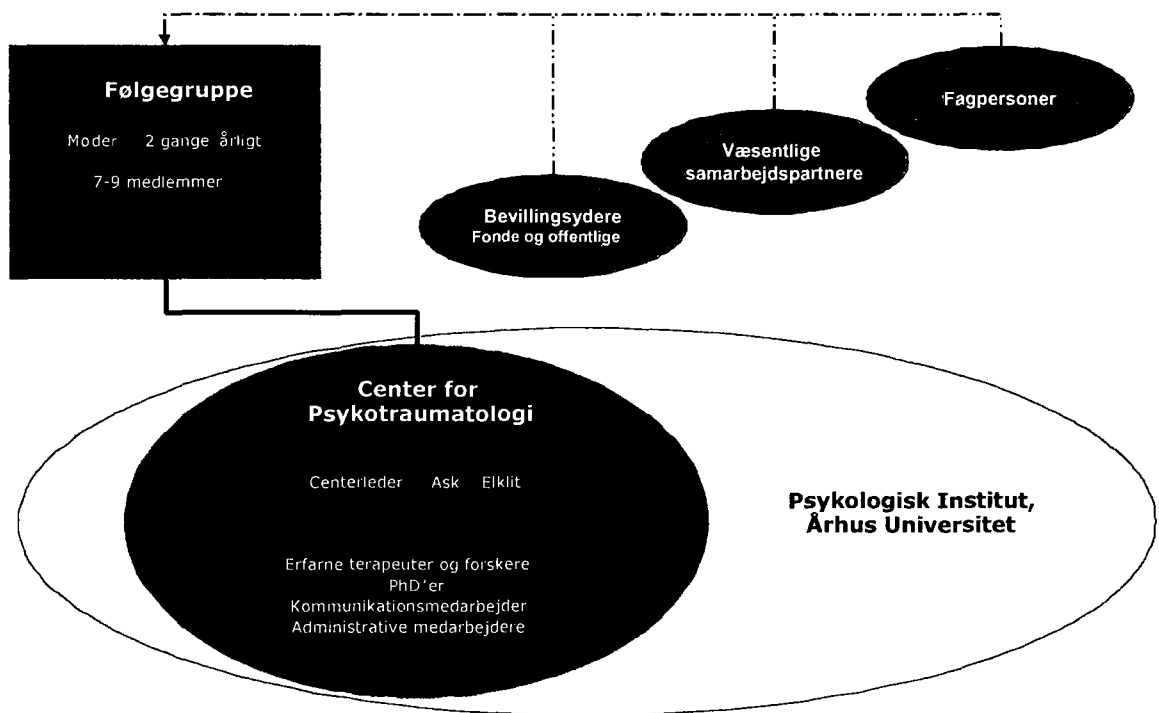 Følgegruppe
Moder 2 gange årligt
7-9 medlemmer
Fagpersoner
Væsentlige
samarbejdspartnere
Bevillingsydere
Fonde og offentlige
Center for
Psykotraumatologi
Centerleder Ask Elklit
Erfarne terapeuter og forskere
PhD'er
Kommunikationsmedarbejder
Administrative medarbejdere
Psykologisk Institut,
Århus Universitet